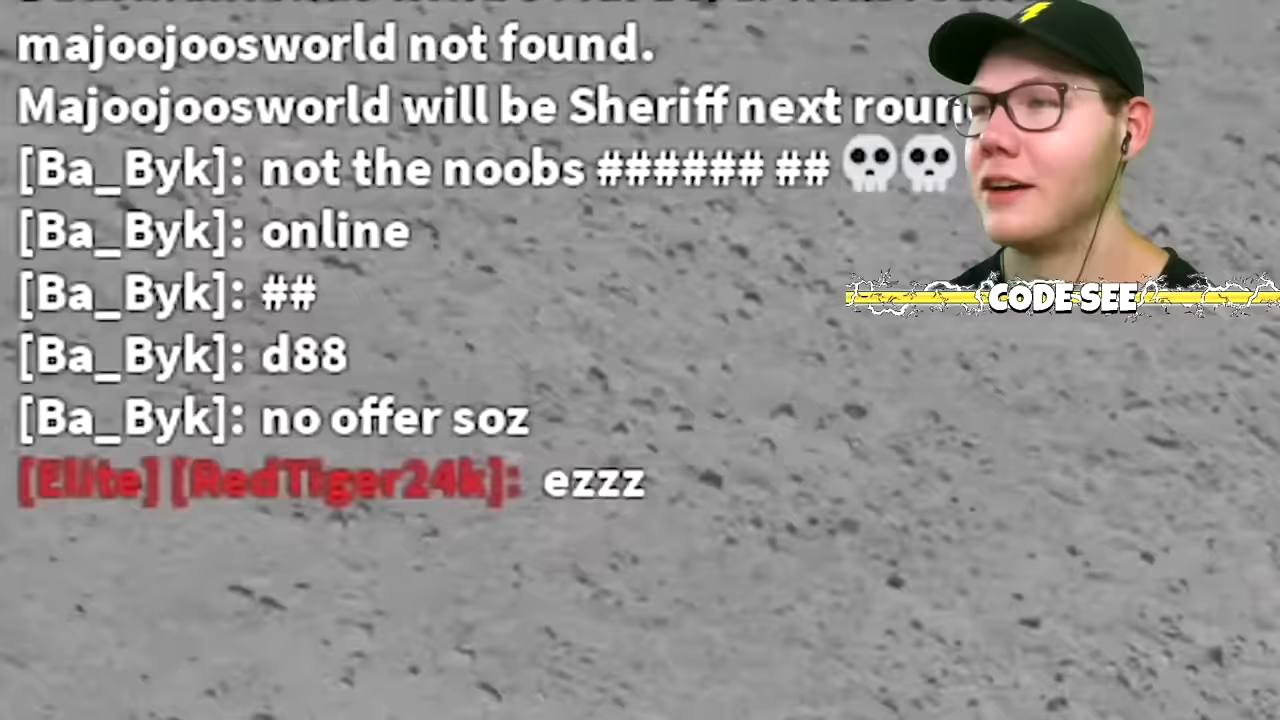 majoojoosworld not found.
Majoojoosworld will be Sheriff next
[Ba_Byk]: not the noobs ###### ## 💀💀
[Ba_Byk]: online
[Ba_Byk]: ##
[Ba_Byk]: d88
[Ba_Byk]: no offer soz
[Elite] [RedTiger24k]: ezzz
CODE SEE